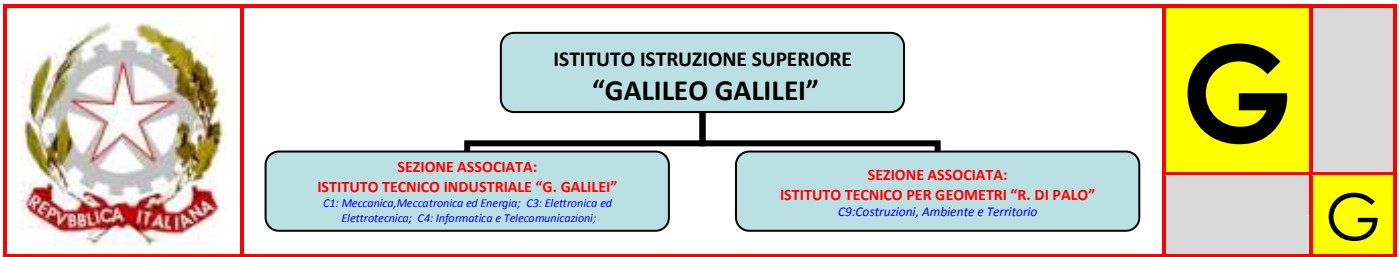 REPVBBLICA ITALIANA
ISTITUTO ISTRUZIONE SUPERIORE
“GALILEO GALILEI”
SEZIONE ASSOCIATA:
ISTITUTO TECNICO INDUSTRIALE “G. GALILEI”
C1: Meccanica,Meccatronica ed Energia; C3: Elettronica ed
Elettrotecnica; C4: Informatica e Telecomunicazioni;
SEZIONE ASSOCIATA:
ISTITUTO TECNICO PER GEOMETRI “R. DI PALO”
C9:Costruzioni, Ambiente e Territorio
G
G